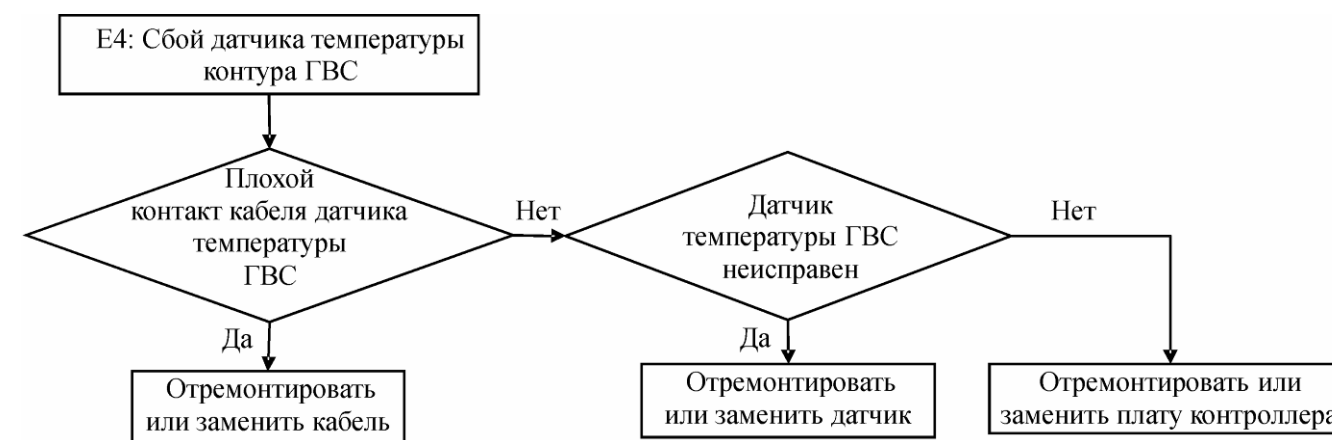 Е4: Сбой датчика температуры
контура ГВС
Плохой
контакт кабеля датчика
температуры
ГВС
Нет
Датчик
температуры ГВС
неисправен
Нет
Да
Да
Отремонтировать
или заменить кабель
Отремонтировать
или заменить датчик
Отремонтировать или
заменить плату контроллера